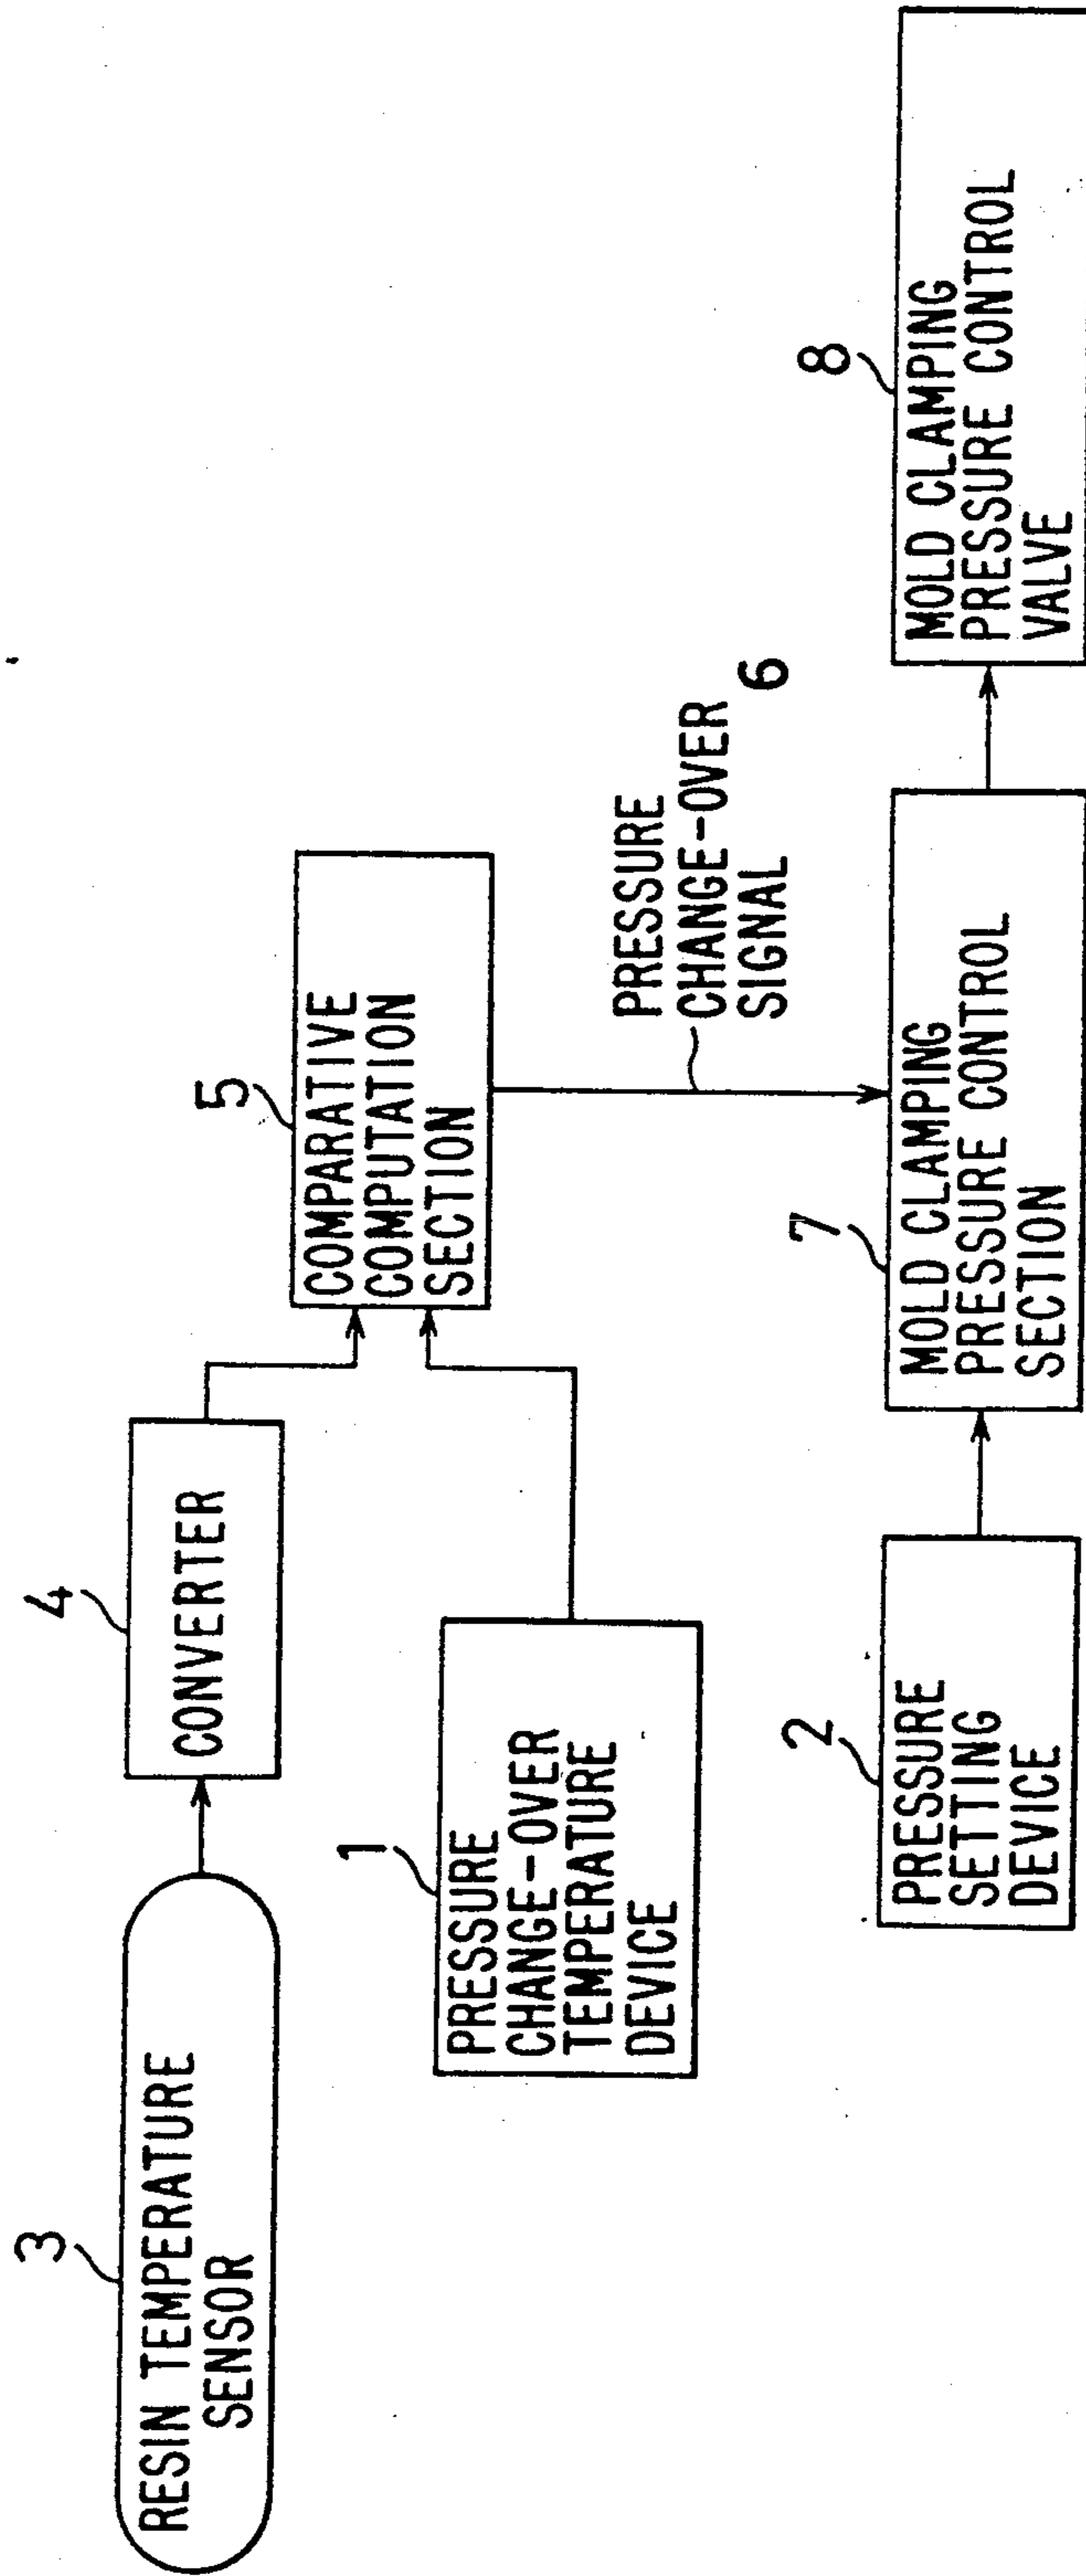 3
RESIN TEMPERATURE
SENSOR
4
CONVERTER
5
COMPARATIVE
COMPUTATION
SECTION
1
PRESSURE
CHANGE-OVER
TEMPERATURE
DEVICE
PRESSURE
CHANGE-OVER
SIGNAL
6
2
PRESSURE
SETTING
DEVICE
7
MOLD CLAMPING
PRESSURE CONTROL
SECTION
8
MOLD CLAMPING
PRESSURE CONTROL
VALVE